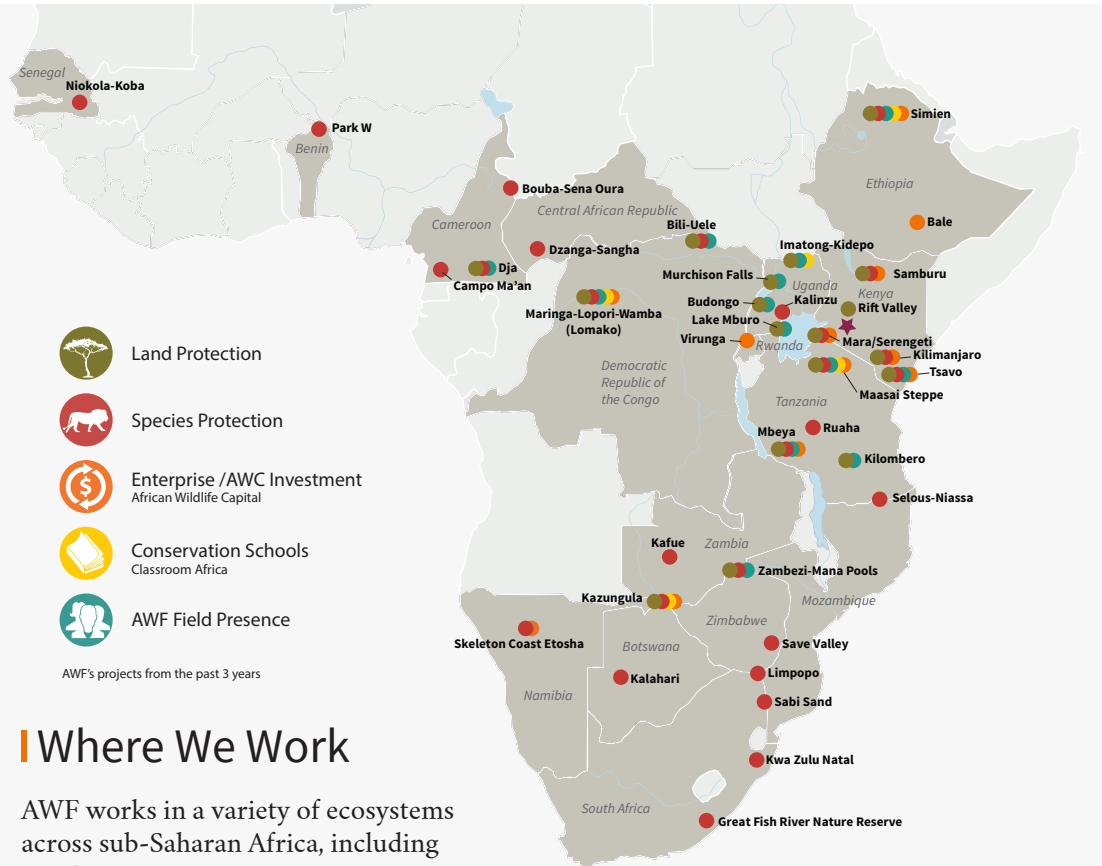 Senegal
Niokola-Koba
Park W
Benin
Simien
Ethiopia
Bouba-Sena Oura
Central African Republic
Cameroon
Bili-Uele
Bale
Dzanga-Sangha
Imatong-Kidepo
Dja
Campo Ma'an
Murchison Falls
Samburu
Uganda
Kenya
Budongo
Kalinzu
Rift Valley
Maringa-Lopori-Wamba
(Lomako)
Lake Mburo
Virunga
Rwanda
Mara/Serengeti
Kilimanjaro
Tsavo
Democratic
Republic of
the Congo
Maasai Steppe
Tanzania
Mbeya
Ruaha
Kilombero
Selous-Niassa
Kafue
Zambia
Zambezi-Mana Pools
Kazungula
Mozambique
Zimbabwe
Skeleton Coast Etosha
Botswana
Save Valley
Kalahari
Limpopo
Namibia
Sabi Sand
Kwa Zulu Natal
South Africa
Great Fish River Nature Reserve
Land Protection
Species Protection
$
Enterprise /AWC Investment
African Wildlife Capital
Conservation Schools
Classroom Africa
AWF Field Presence
AWF's projects from the past 3 years
Where We Work
AWF works in a variety of ecosystems
across sub-Saharan Africa, including